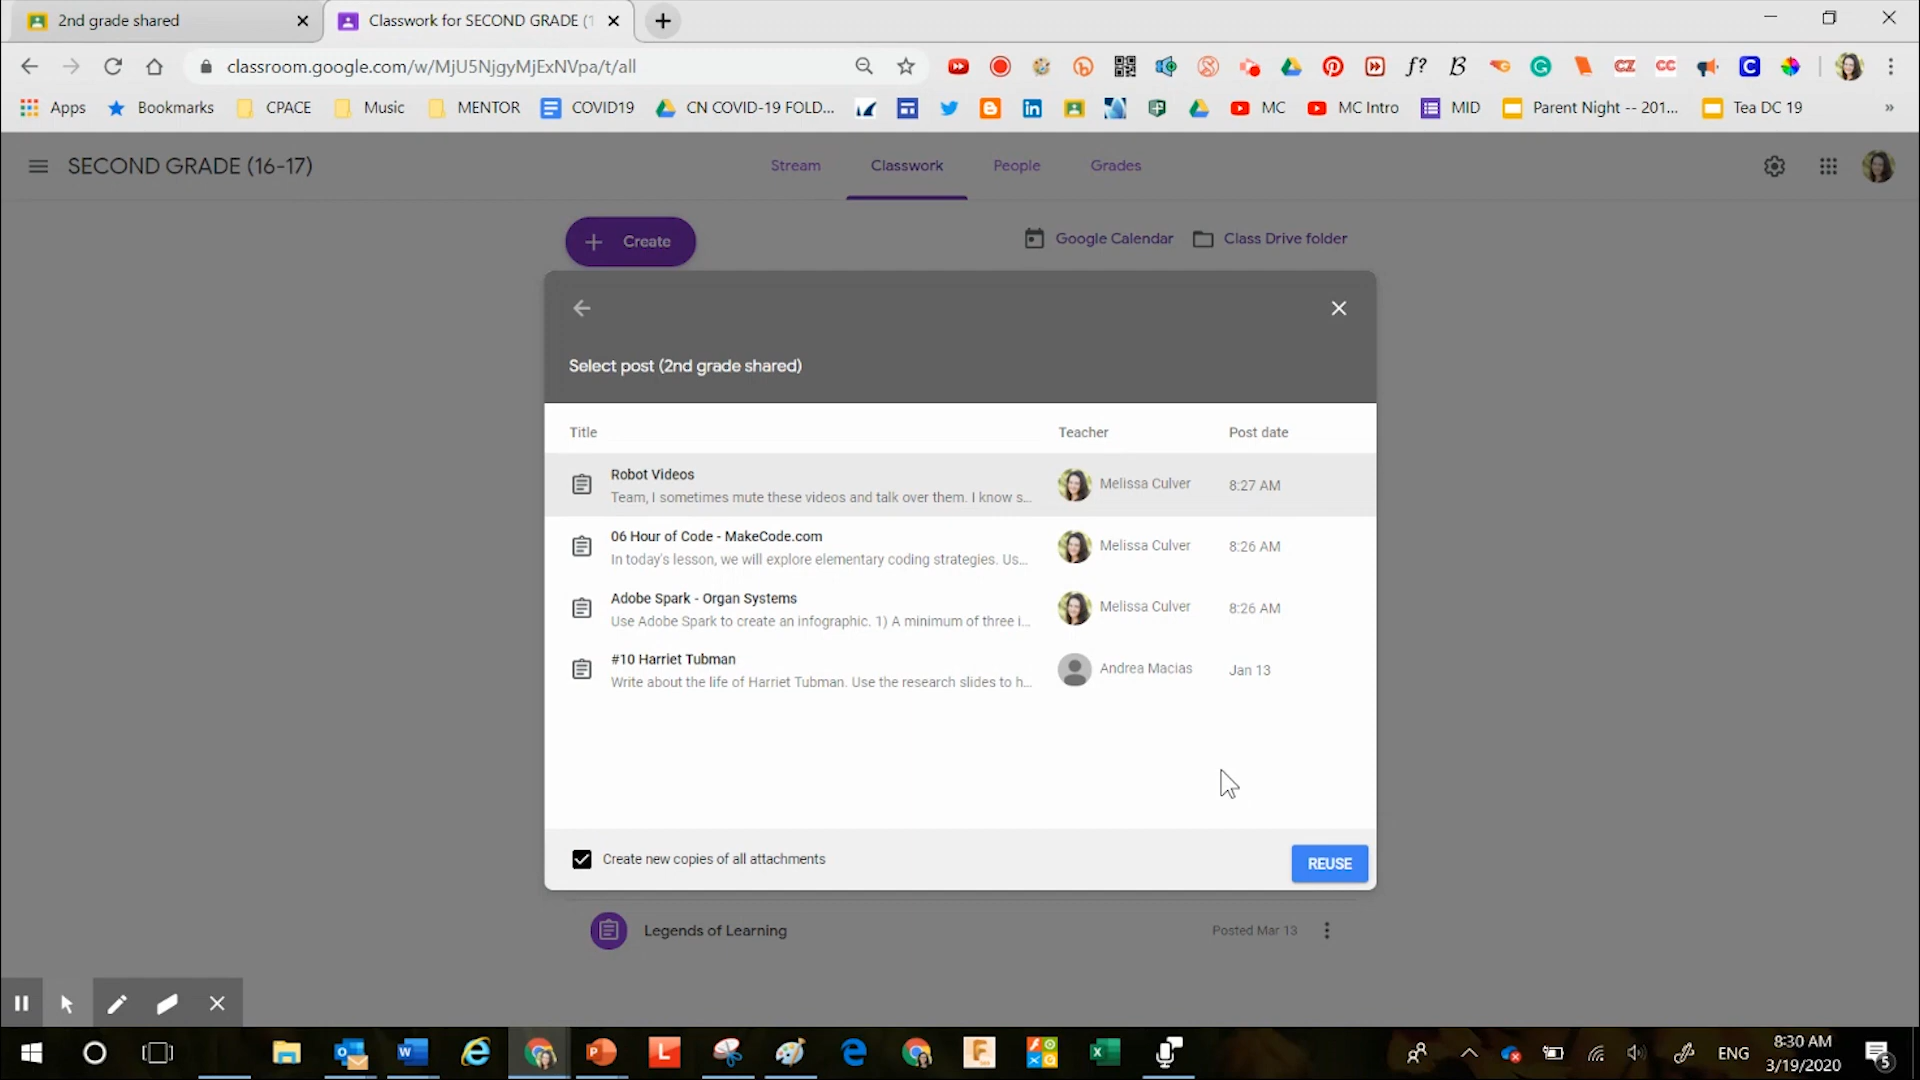 2nd grade shared
Classwork for SECOND GRADE (1
classroom.google.com/w/MjU5NjgyMjExNVpa/t/all
Apps
Bookmarks
CPACE
Music
MENTOR
COVID19
CN COVID-19 FOLD...
MC
MC Intro
MID
Parent Night -- 201...
Tea DC 19
»
SECOND GRADE (16-17)
Stream
Classwork
People
Grades
Create
Google Calendar
Class Drive folder
Select post (2nd grade shared)
Title
Teacher
Post date
Robot Videos
Team, I sometimes mute these videos and talk over them. I know s...
Melissa Culver
8:27 AM
06 Hour of Code - MakeCode.com
In today's lesson, we will explore elementary coding strategies. Us...
Melissa Culver
8:26 AM
Adobe Spark - Organ Systems
Use Adobe Spark to create an infographic. 1) A minimum of three i...
Melissa Culver
8:26 AM
#10 Harriet Tubman
Write about the life of Harriet Tubman. Use the research slides to h...
Andrea Macias
Jan 13
Create new copies of all attachments
REUSE
Legends of Learning
Posted Mar 13
ENG
8:30 AM
3/19/2020
5